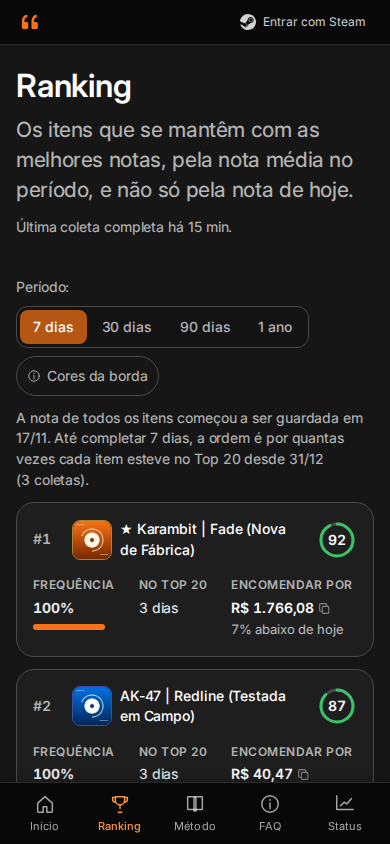 Entrar com Steam
Ranking
Os itens que se mantêm com as
melhores notas, pela nota média no
período, e não só pela nota de hoje.
Última coleta completa há 15 min.
Período:
7 dias 30 dias 90 dias 1 ano
Cores da borda
A nota de todos os itens começou a ser guardada em
17/11. Até completar 7 dias, a ordem é por quantas
vezes cada item esteve no Top 20 desde 31/12
(3 coletas).
#1 ★ Karambit | Fade (Nova
de Fábrica) 92
FREQUÊNCIA NO TOP 20 ENCOMENDAR POR
100% 3 dias R$ 1.766,08
7% abaixo de hoje
#2 AK-47 | Redline (Testada
em Campo) 87
FREQUÊNCIA NO TOP 20 ENCOMENDAR POR
100% 3 dias R$ 40,47
Início Ranking Método FAQ Status